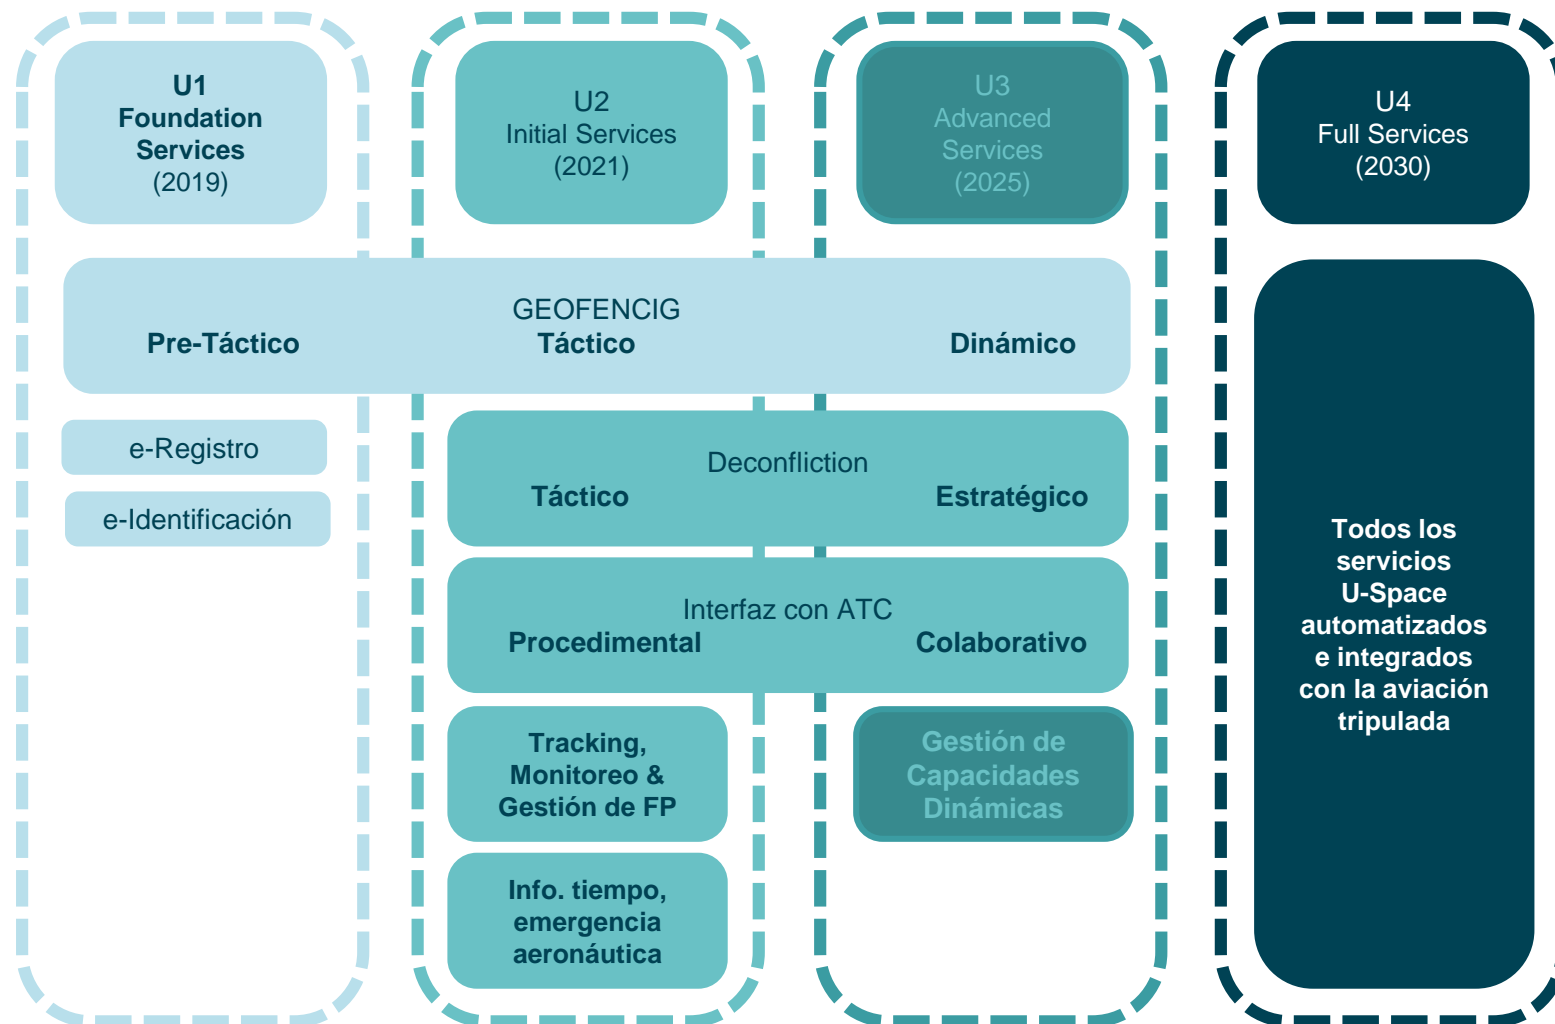 U1
Foundation
Services
(2019)
U2
Initial Services
(2021)
U3
Advanced
Services
(2025)
U4
Full Services
(2030)
GEOFENCIG
Pre-Táctico
Táctico
Dinámico
e-Registro
e-Identificación
Deconfliction
Táctico
Estratégico
Interfaz con ATC
Procedimental
Colaborativo
Tracking,
Monitoreo &
Gestión de FP
Gestión de
Capacidades
Dinámicas
Info. tiempo,
emergencia
aeronáutica
Todos los
servicios
U-Space
automatizados
e integrados
con la aviación
tripulada